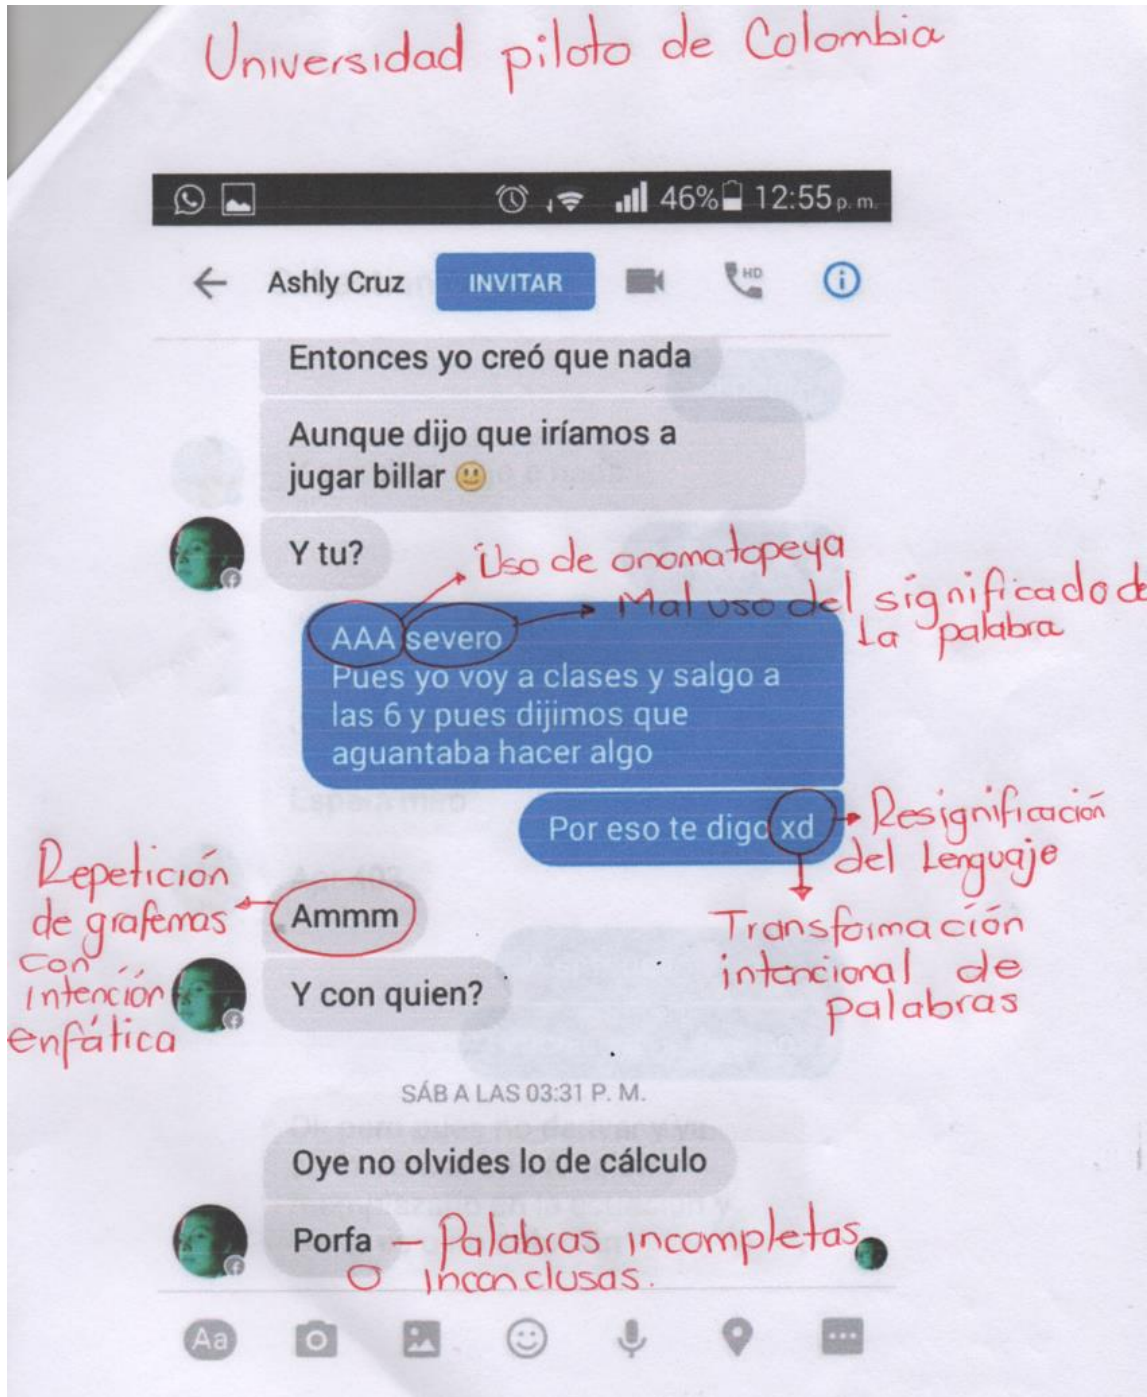 Universidad piloto de Colombia
46% 12:55 p. m.
Ashly Cruz INVITAR HD
Entonces yo creó que nada
Aunque dijo que iríamos a
jugar billar
Y tu?
Uso de onomatopeya
Mal uso del significado de
la palabra
AAA severo
Pues yo voy a clases y salgo a
las 6 y pues dijimos que
aguantaba hacer algo
Por eso te digo xd
Resignificación
del Lenguaje
Transformación
intencional de
palabras
Repetición
de grafemas
con
intención
enfática
Ammm
Y con quien?
SÁB A LAS 03:31 P. M.
Oye no olvides lo de cálculo
Porfa – Palabras incompletas
o inconclusas.
Aa